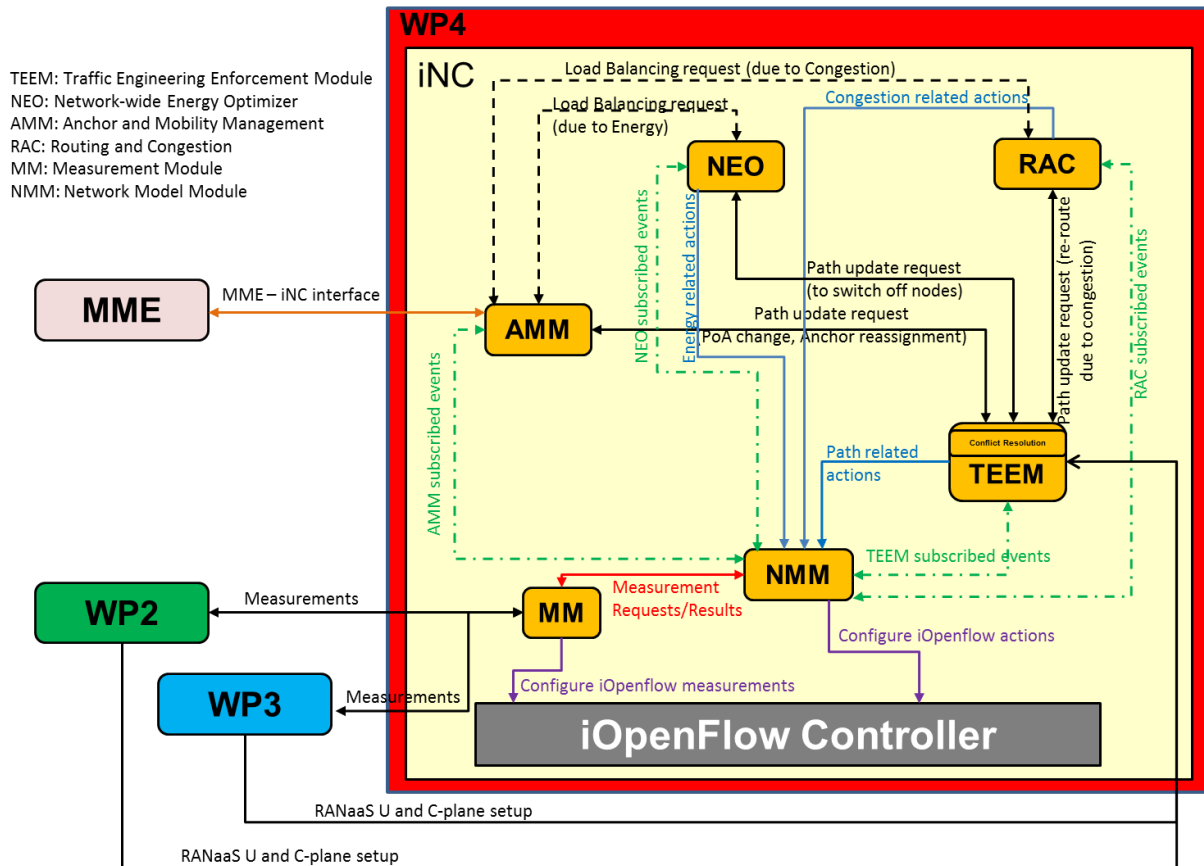 WP4
iNC
TEEM: Traffic Engineering Enforcement Module
NEO: Network-wide Energy Optimizer
AMM: Anchor and Mobility Management
RAC: Routing and Congestion
MM: Measurement Module
NMM: Network Model Module
Load Balancing request (due to Congestion)
Load Balancing request
(due to Energy)
Congestion related actions
NEO
RAC
NEO subscribed events
Energy related actions
Path update request (re-route
due to congestion)
RAC subscribed events
Path update request
(to switch off nodes)
MME
MME – iNC interface
AMM
Path update request
(PoA change, Anchor reassignment)
AMM subscribed events
Conflict Resolution
TEEM
Path related
actions
TEEM subscribed events
NMM
Measurement
Requests/Results
MM
WP2
Measurements
Configure iOpenflow actions
WP3
Measurements
Configure iOpenflow measurements
iOpenFlow Controller
RANaaS U and C-plane setup
RANaaS U and C-plane setup